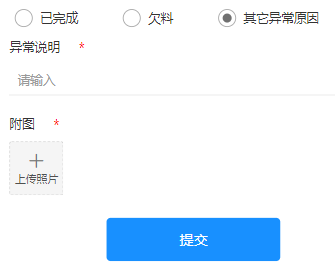 已完成 欠料 其它异常原因
异常说明 *
请输入
附图 *
+
上传照片
提交